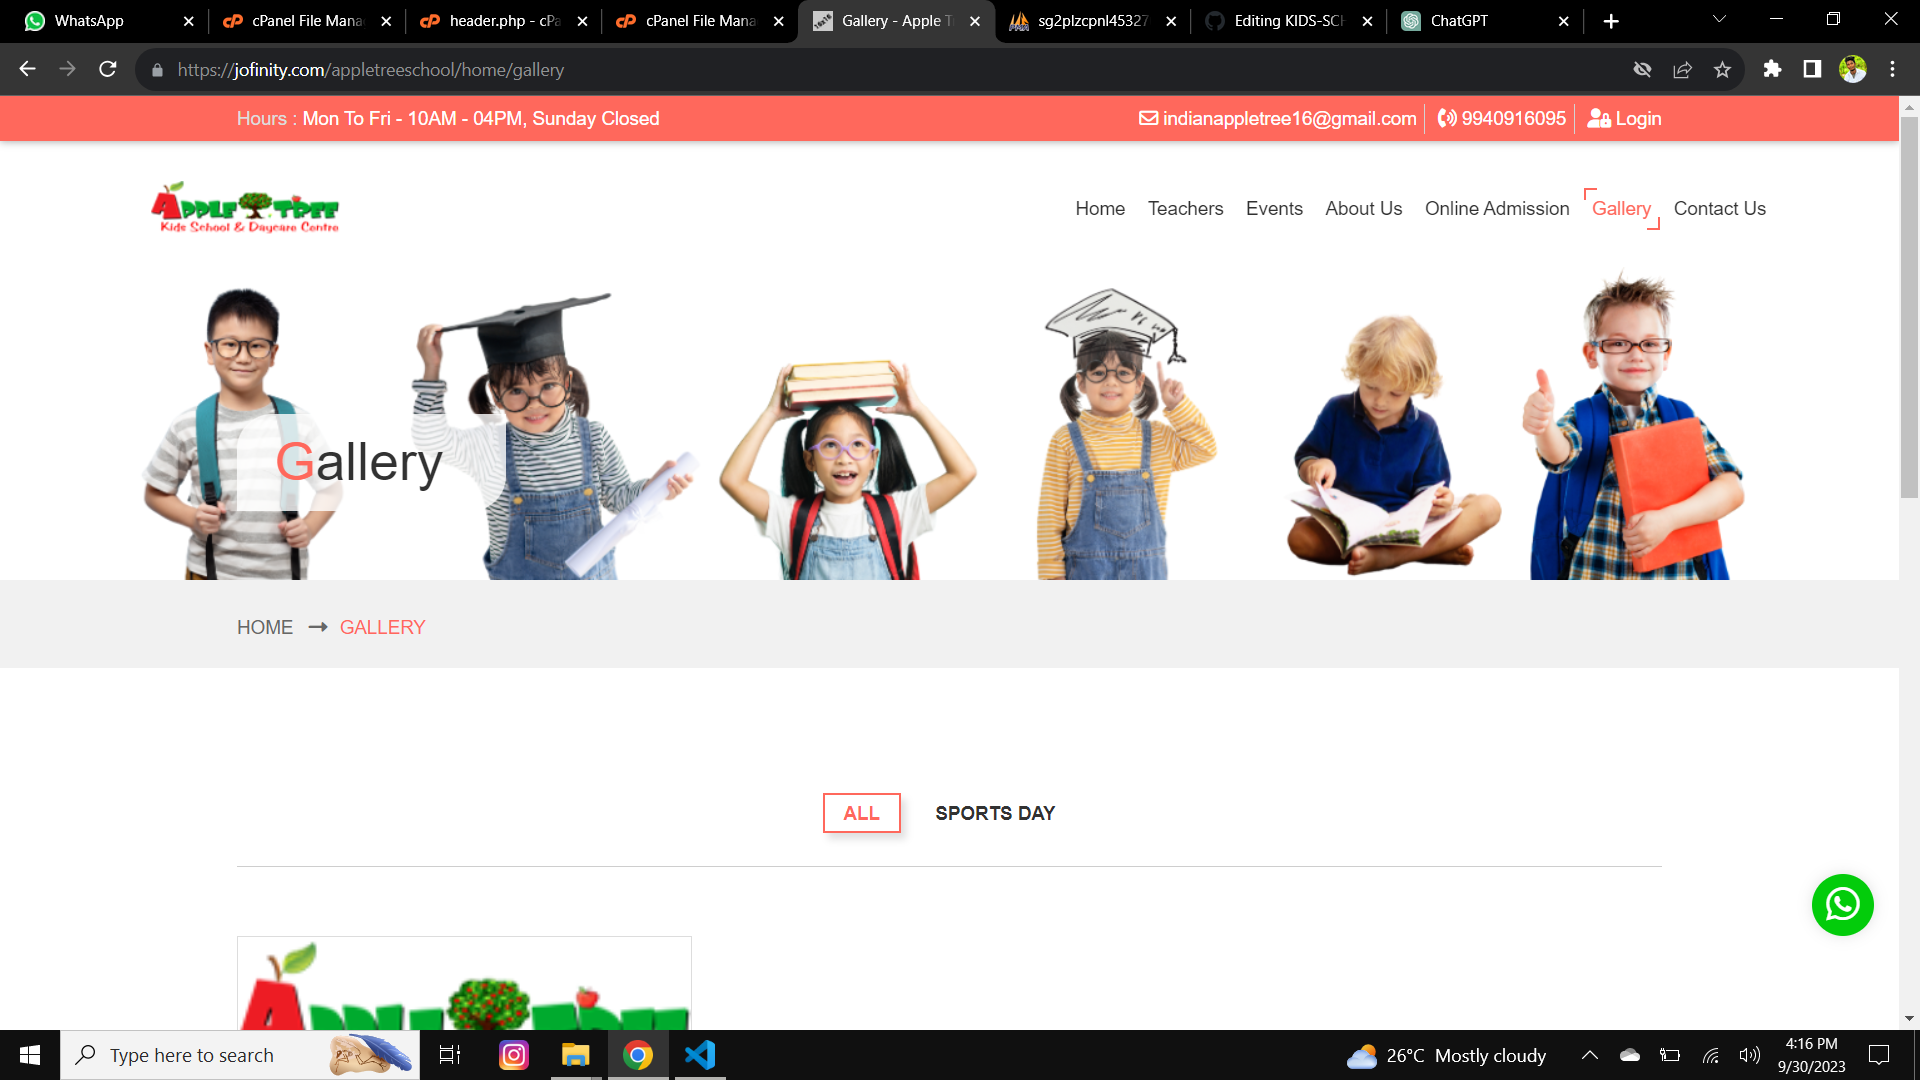 WhatsApp
cPanel File Mana
header.php - cPa
cPanel File Mana
Gallery - Apple T
sg2plzcpnl45327
Editing KIDS-SCH
ChatGPT
https://jofinity.com/appletreeschool/home/gallery
Hours : Mon To Fri - 10AM - 04PM, Sunday Closed
indianappletree16@gmail.com
9940916095
Login
APPLE TREE
Kids School & Daycare Centre
Home
Teachers
Events
About Us
Online Admission
Gallery
Contact Us
Gallery
HOME → GALLERY
ALL
SPORTS DAY
APPLE TREE
Type here to search
26°C Mostly cloudy
4:16 PM
9/30/2023